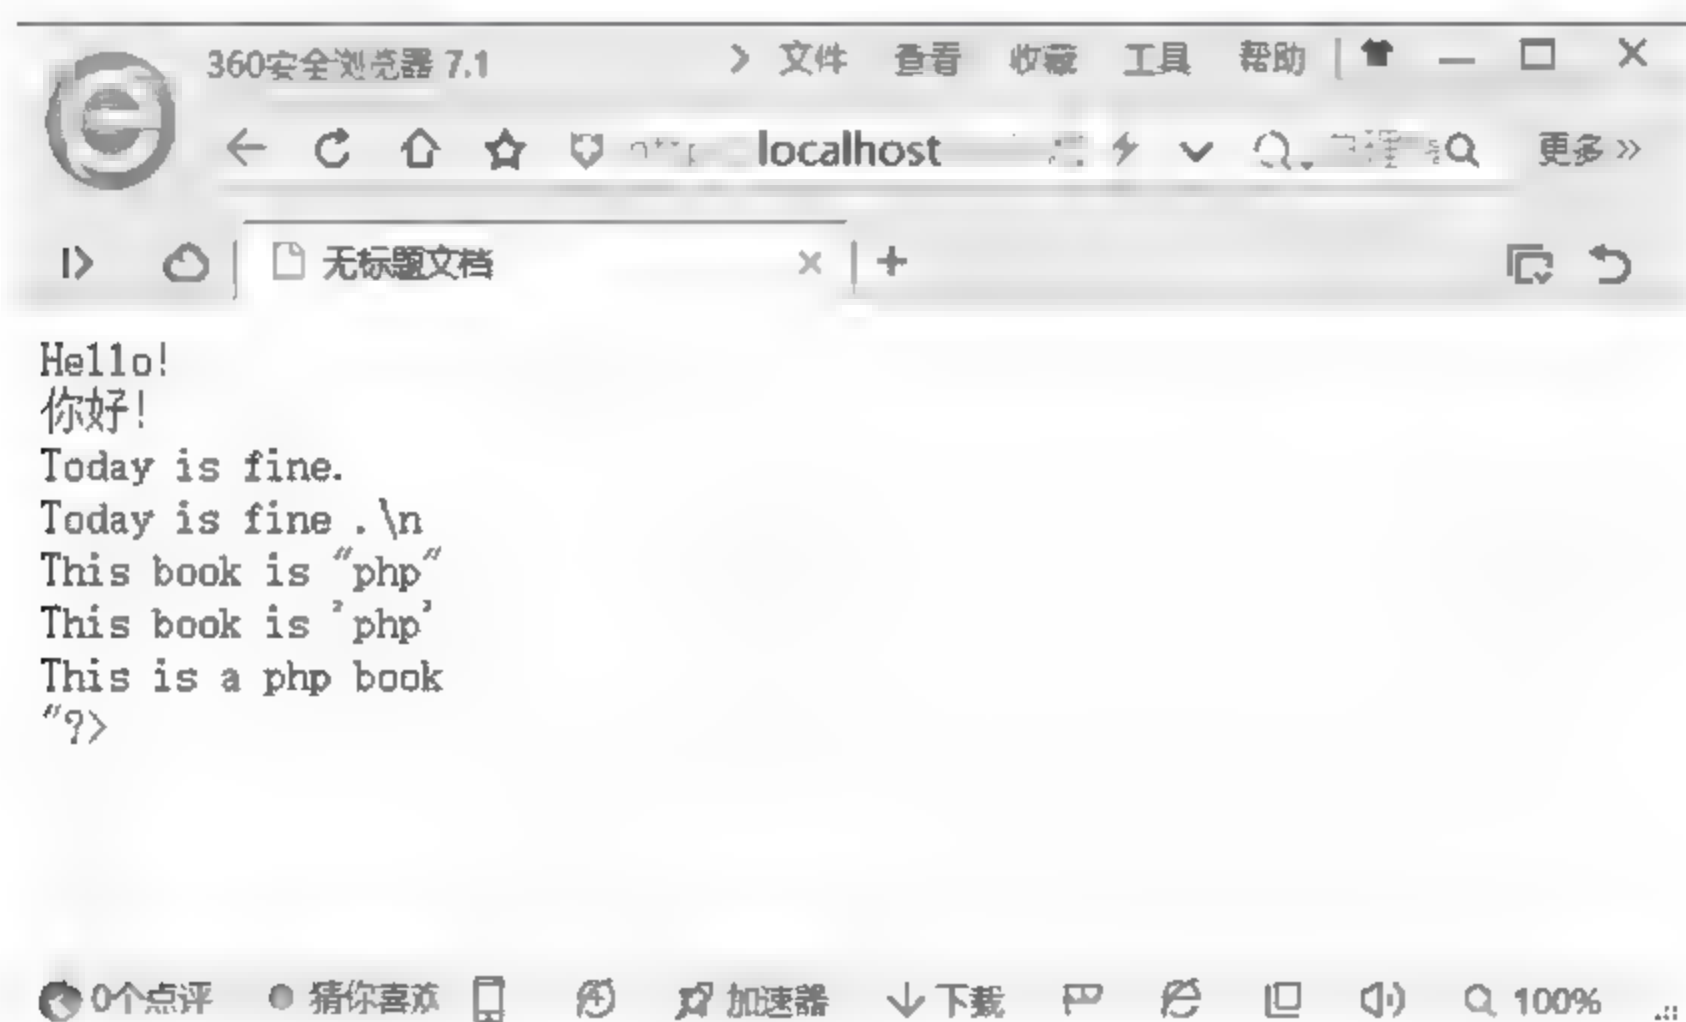 360安全浏览器 7.1 文件 查看 收藏 工具 帮助
localhost 更多 »
无标题文档
Hello!
你好!
Today is fine.
Today is fine .\n
This book is "php"
This book is 'php'
This is a php book
"?>
0个点评 猜你喜欢 加速器 下载 100%